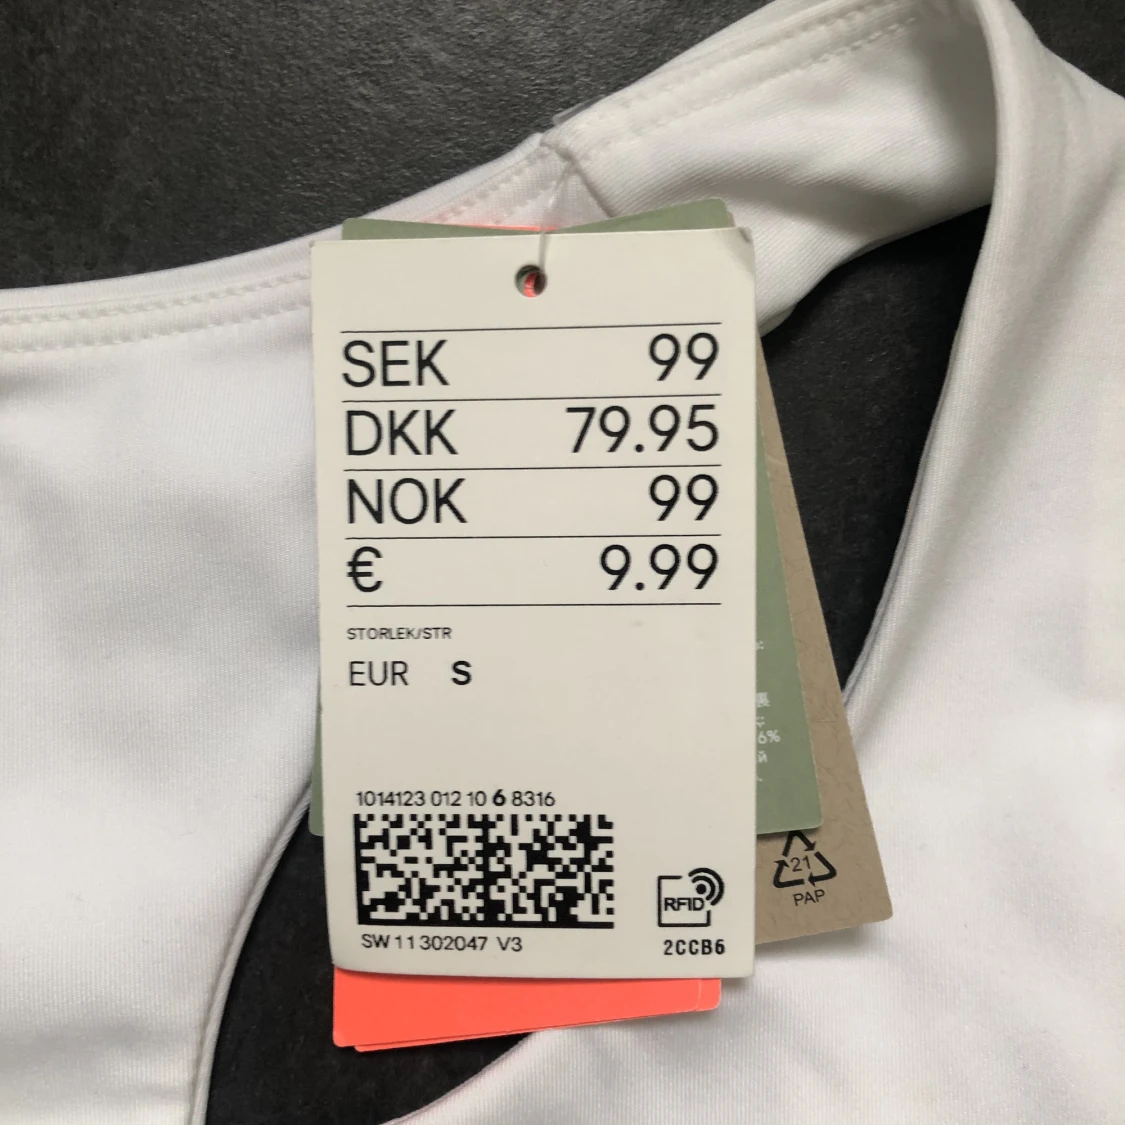 SEK 99
DKK 79.95
NOK 99
€ 9.99
STORLEK/STR
EUR S
1014123 012 10 6 8316
SW 11 302047 V3
RFID
2CCB6
6%
21
PAP